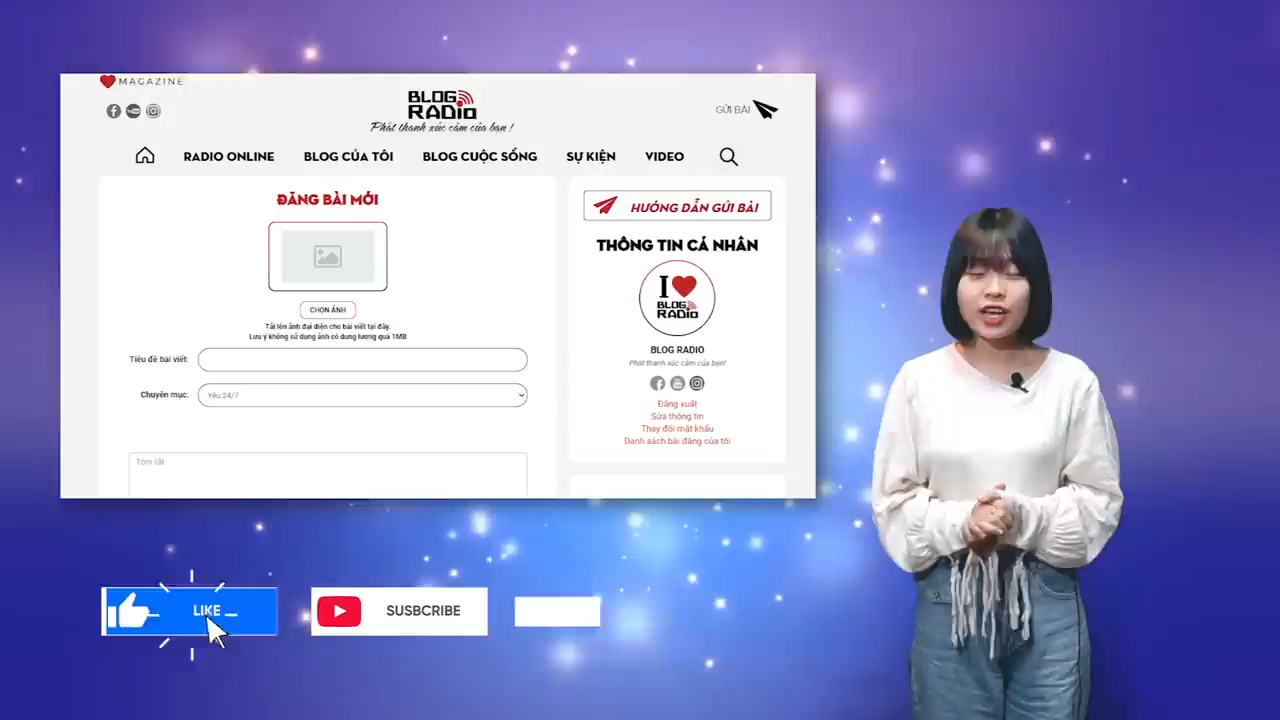 MAGAZINE
BLOG
RADIO
Phát thanh xúc cảm của bạn !
GỬI BÀI
RADIO ONLINE
BLOG CỦA TÔI
BLOG CUỘC SỐNG
SỰ KIỆN
VIDEO
ĐĂNG BÀI MỚI
CHỌN ẢNH
Tải lên ảnh đại diện cho bài viết tại đây.
Lưu ý không sử dụng ảnh có dung lượng quá 1MB
Tiêu đề bài viết:
Chuyên mục:
Yêu 24/7
Tóm tắt
HƯỚNG DẪN GỬI BÀI
THÔNG TIN CÁ NHÂN
I
BLOG
RADIO
BLOG RADIO
Phát thanh xúc cảm của bạn!
Đăng xuất
Sửa thông tin
Thay đổi mật khẩu
Danh sách bài đăng của tôi
LIKE
SUSBCRIBE